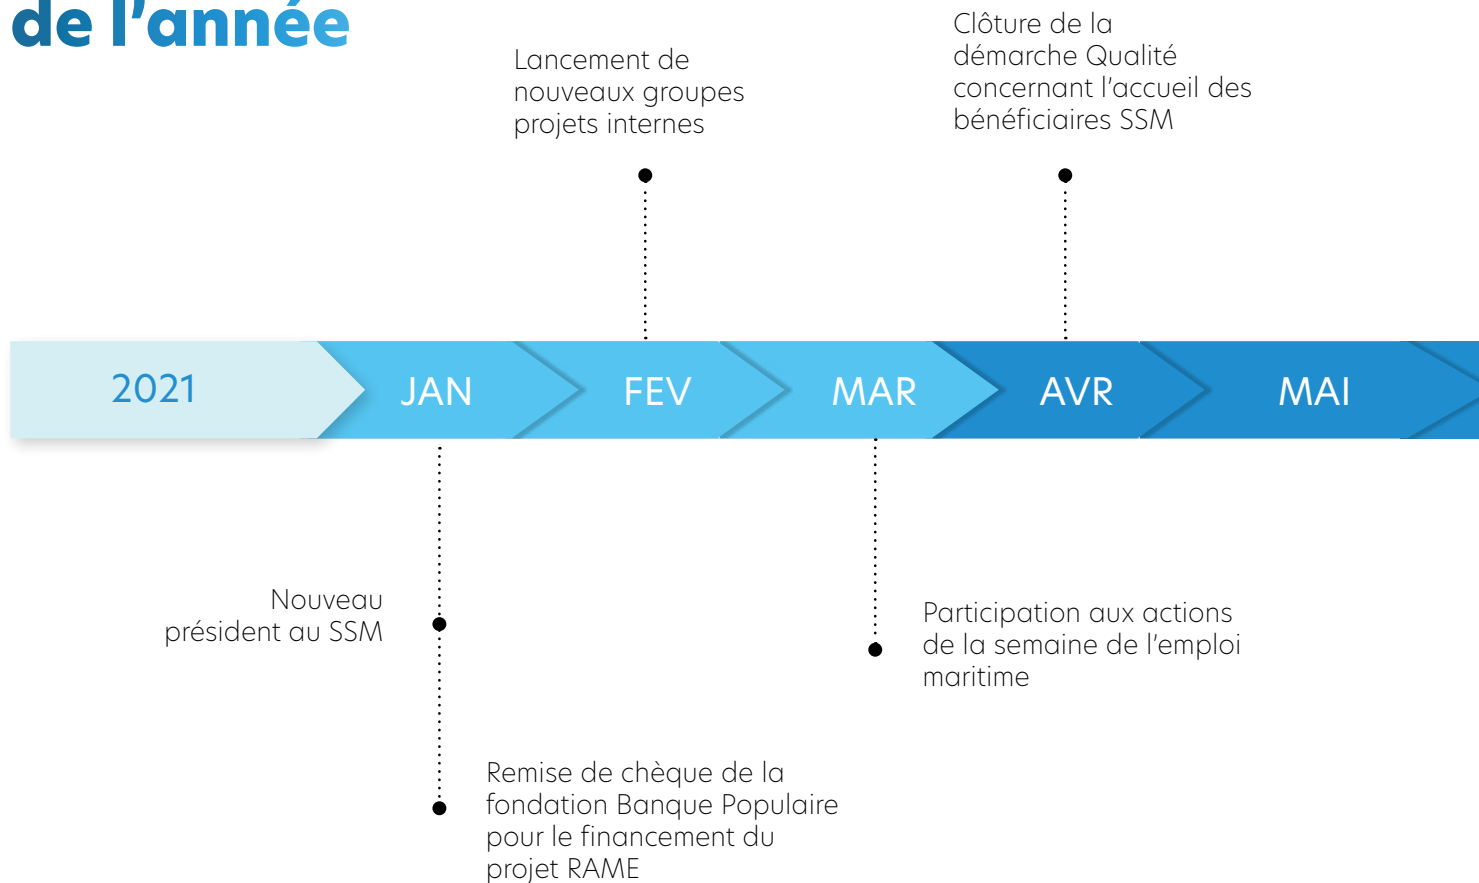 de l'année
Lancement de
nouveaux groupes
projets internes
Clôture de la
démarche Qualité
concernant l'accueil des
bénéficiaires SSM
2021
JAN
FEV
MAR
AVR
MAI
Nouveau
président au SSM
Participation aux actions
de la semaine de l'emploi
maritime
Remise de chèque de la
fondation Banque Populaire
pour le financement du
projet RAME